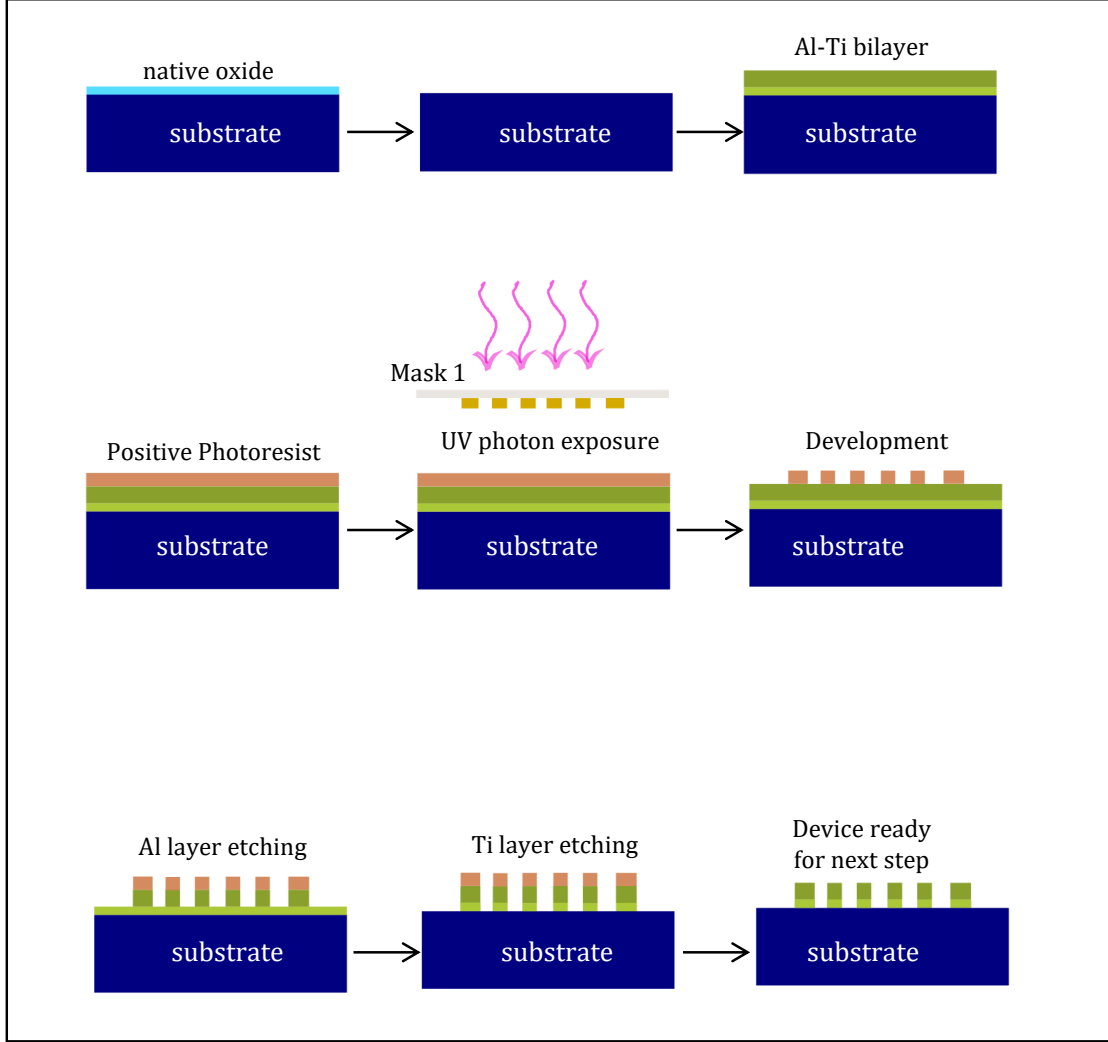 native oxide
substrate
substrate
Al-Ti bilayer
substrate
Positive Photoresist
substrate
Mask 1
UV photon exposure
substrate
Development
substrate
Al layer etching
substrate
Ti layer etching
substrate
Device ready
for next step
substrate